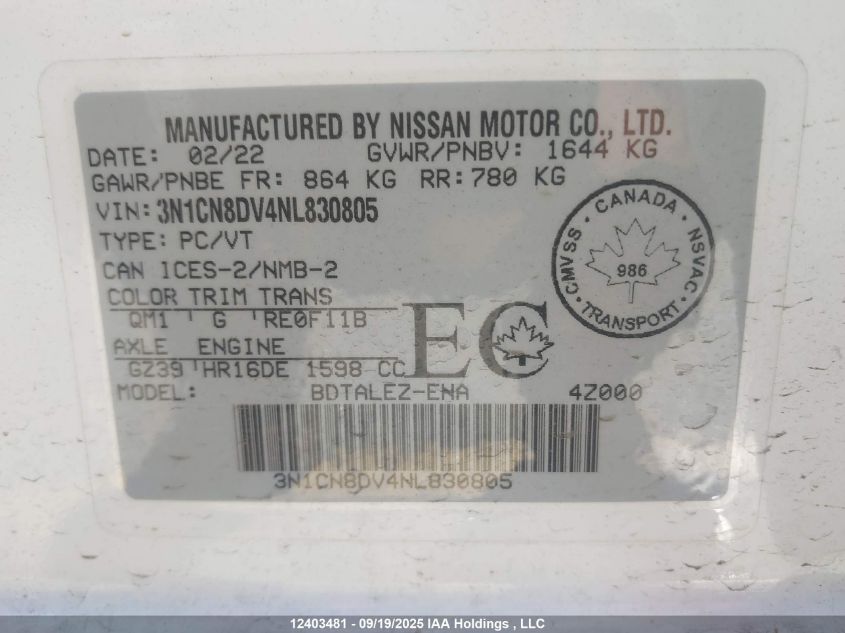 MANUFACTURED BY NISSAN MOTOR CO., LTD.
DATE: 02/22 GVWR/PNBV: 1644 KG
GAWR/PNBE FR: 864 KG RR: 780 KG
VIN: 3N1CN8DV4NL830805
TYPE: PC/VT
CAN ICES-2/NMB-2
COLOR TRIM TRANS
QM1 G RE0F11B
AXLE ENGINE
GZ39 HR16DE 1598 CC
MODEL: BDTALEZ-ENA 4Z000
EC
CANADA
CMVSS NSVAC
986
TRANSPORT
3N1CN8DV4NL830805
12403481 - 09/19/2025 IAA Holdings , LLC